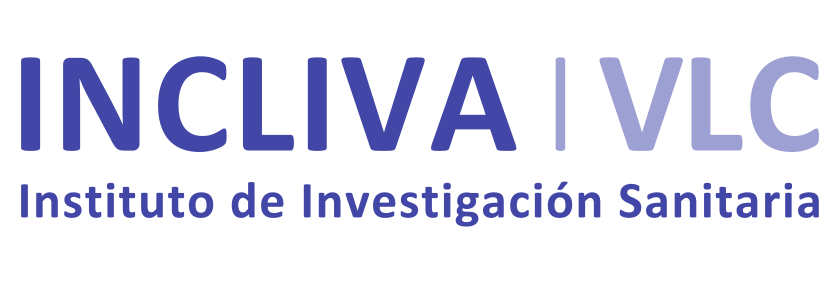 INCLIVA | VLC
Instituto de Investigación Sanitaria